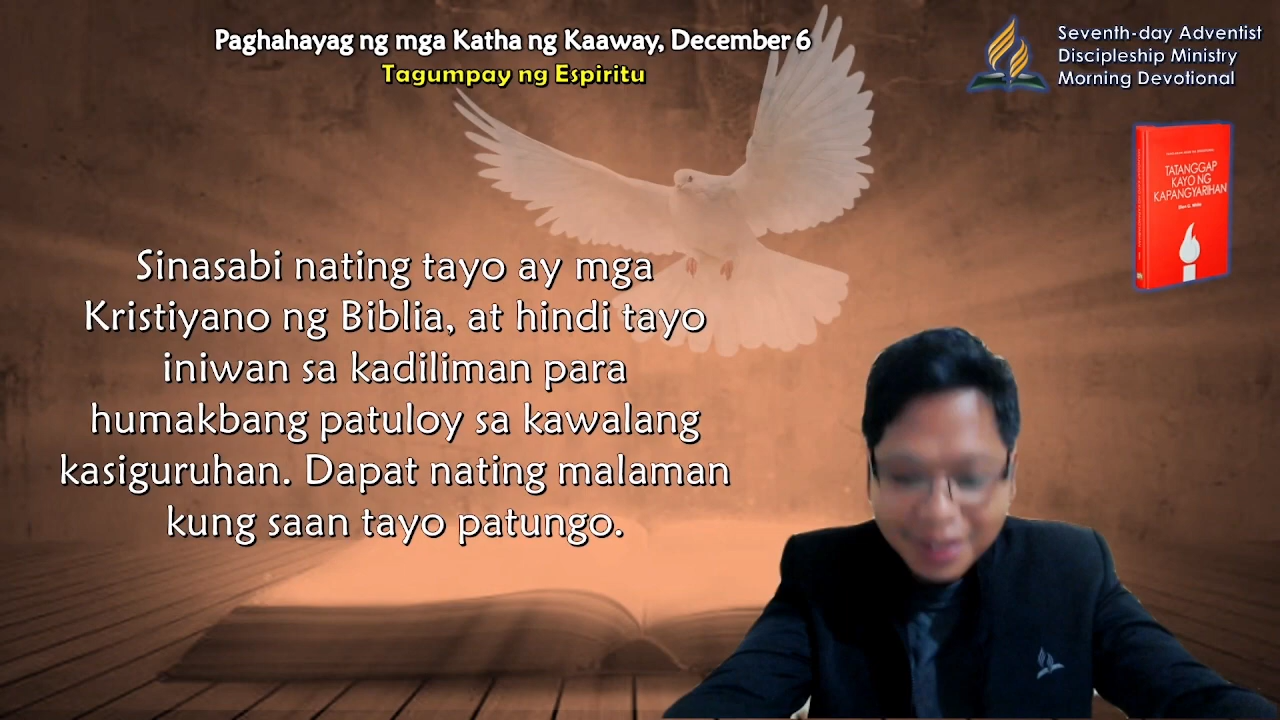 Paghahayag ng mga Katha ng Kaaway, December 6
Tagumpay ng Espiritu
Seventh-day Adventist
Discipleship Ministry
Morning Devotional
TATANGGAP
KAYO NG
KAPANGYARIHAN
Sinasabi nating tayo ay mga
Kristiyano ng Biblia, at hindi tayo
iniwan sa kadiliman para
humakbang patuloy sa kawalang
kasiguruhan. Dapat nating malaman
kung saan tayo patungo.